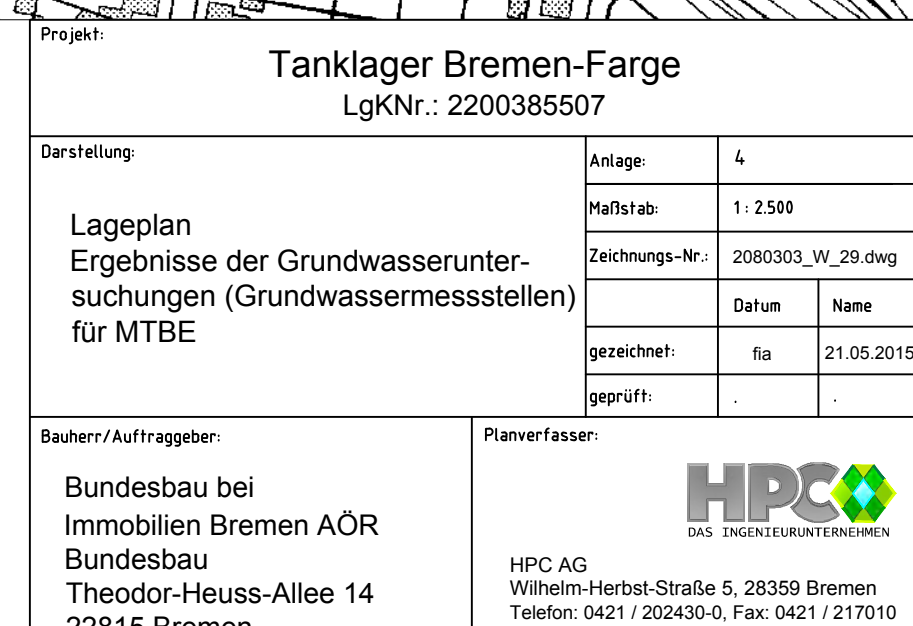 Projekt:
Tanklager Bremen-Farge
LgKNr.: 2200385507
Darstellung:
Lageplan
Ergebnisse der Grundwasserunter-
suchungen (Grundwassermessstellen)
für MTBE
Anlage: 4
Maßstab: 1 : 2.500
Zeichnungs-Nr.: 2080303_W_29.dwg
Datum Name
gezeichnet: fia 21.05.2015
geprüft: . .
Bauherr/Auftraggeber:
Bundesbau bei
Immobilien Bremen AÖR
Bundesbau
Theodor-Heuss-Allee 14
22815 Bremen
Planverfasser:
HPC
DAS INGENIEURUNTERNEHMEN
HPC AG
Wilhelm-Herbst-Straße 5, 28359 Bremen
Telefon: 0421 / 202430-0, Fax: 0421 / 217010